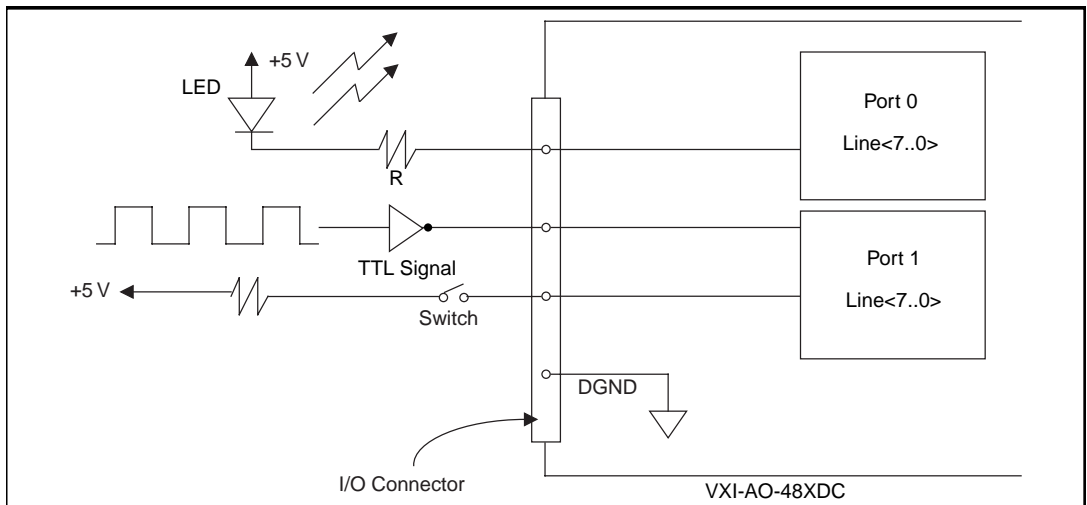 +5 V
LED
Port 0
Line<7..0>
R
TTL Signal
Port 1
Line<7..0>
+5 V
Switch
DGND
I/O Connector
VXI-AO-48XDC